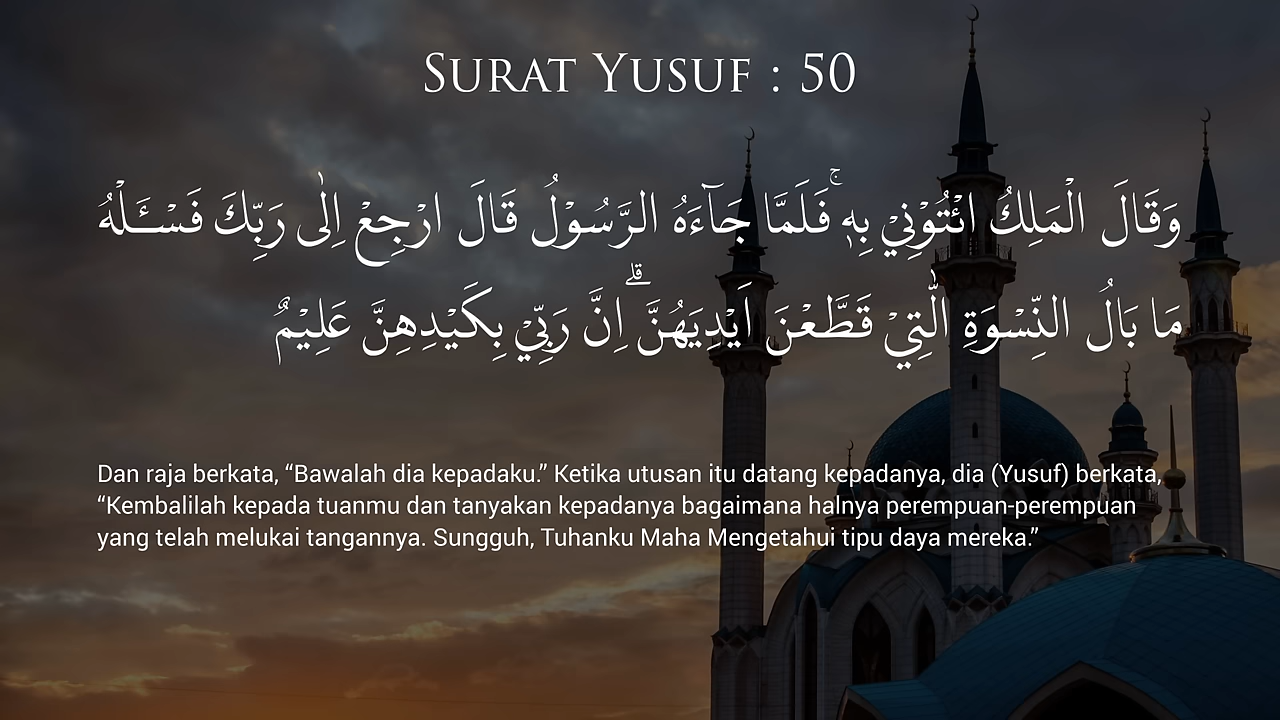 SURAT YUSUF : 50
وَقَالَ الْمَلِكُ ائْتُوْنِيْ بِهٖ ۚفَلَمَّا جَاۤءَهُ الرَّسُوْلُ قَالَ ارْجِعْ اِلٰى رَبِّكَ فَسْـَٔلْهُ
مَا بَالُ النِّسْوَةِ الّٰتِيْ قَطَّعْنَ اَيْدِيَهُنَّ ۗاِنَّ رَبِّيْ بِكَيْدِهِنَّ عَلِيْمٌ
Dan raja berkata, “Bawalah dia kepadaku.” Ketika utusan itu datang kepadanya, dia (Yusuf) berkata,
“Kembalilah kepada tuanmu dan tanyakan kepadanya bagaimana halnya perempuan-perempuan
yang telah melukai tangannya. Sungguh, Tuhanku Maha Mengetahui tipu daya mereka.”